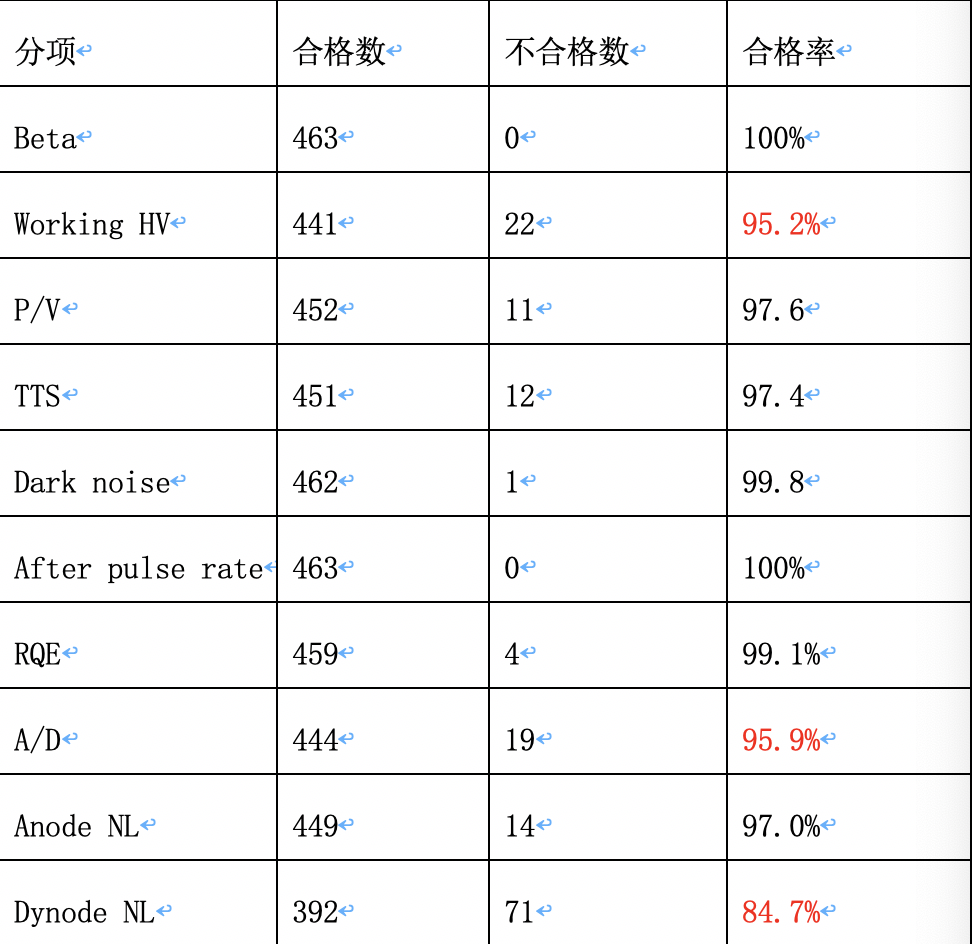 分项 合格数 不合格数 合格率
Beta 463 0 100%
Working HV 441 22 95.2%
P/V 452 11 97.6
TTS 451 12 97.4
Dark noise 462 1 99.8
After pulse rate 463 0 100%
RQE 459 4 99.1%
A/D 444 19 95.9%
Anode NL 449 14 97.0%
Dynode NL 392 71 84.7%